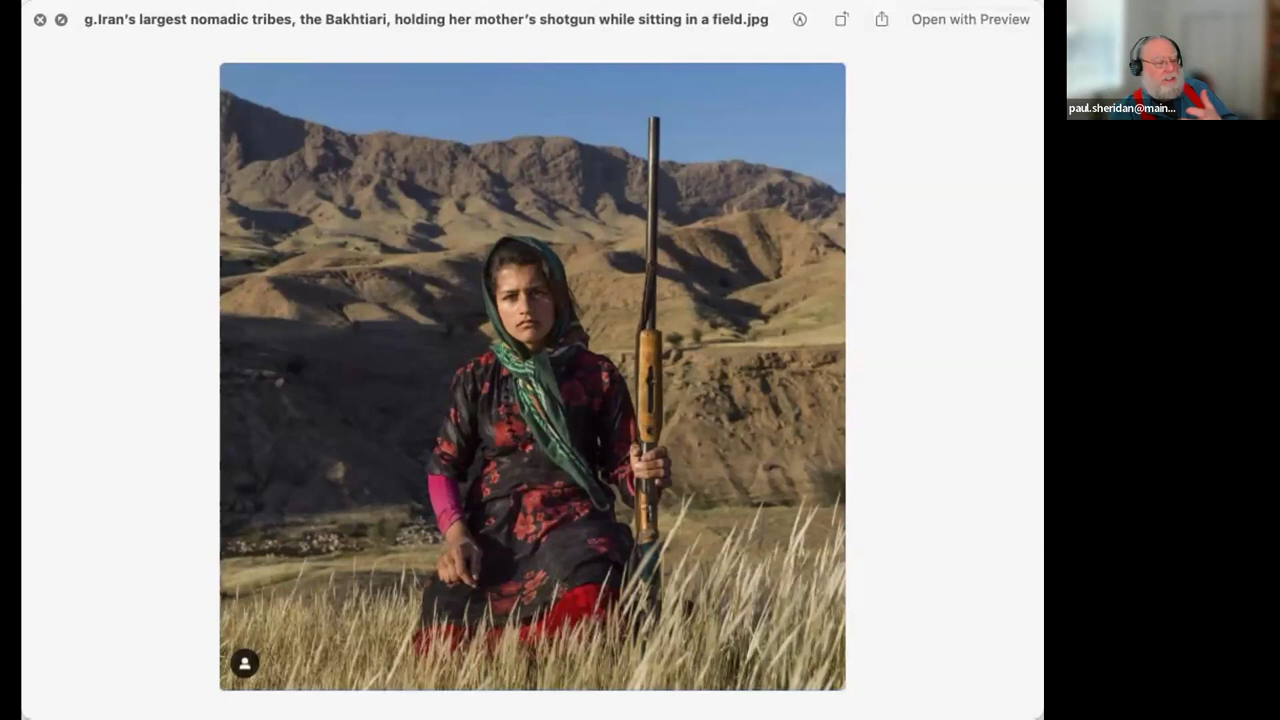 g.Iran’s largest nomadic tribes, the Bakhtiari, holding her mother’s shotgun while sitting in a field.jpg
Open with Preview
paul.sheridan@main...